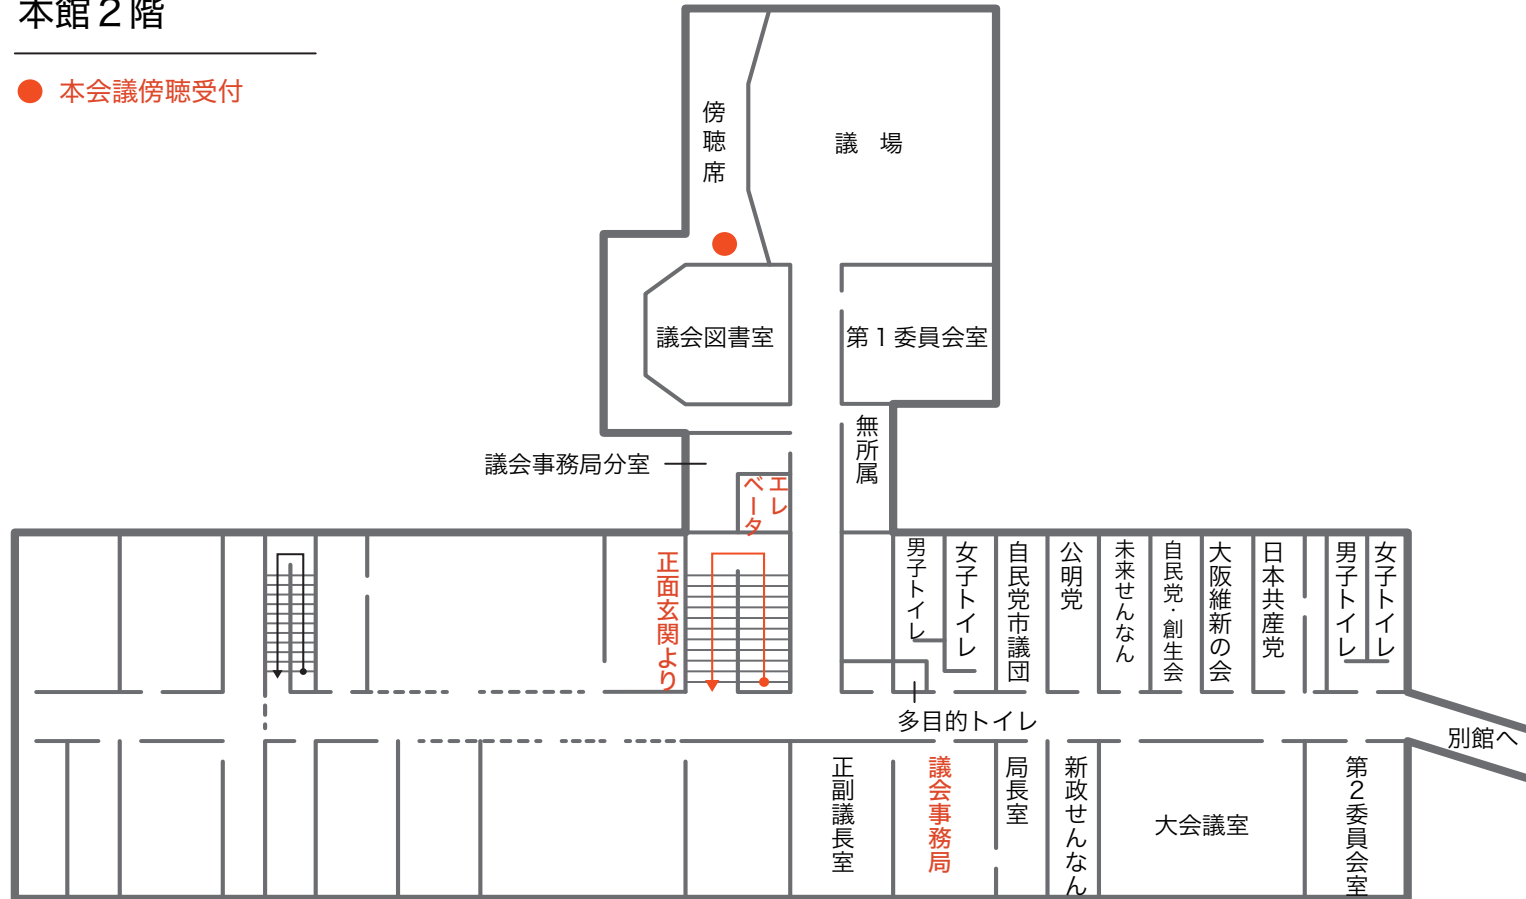 本館２階
本会議傍聴受付
傍聴席
議　場
議会図書室
第１委員会室
無所属
議会事務局分室
エレベータ
正面玄関より
男子トイレ
女子トイレ
自民党市議団
公明党
未来せんなん
自民党・創生会
大阪維新の会
日本共産党
男子トイレ
女子トイレ
多目的トイレ
別館へ
正副議長室
議会事務局
局長室
新政せんなん
大会議室
第２委員会室